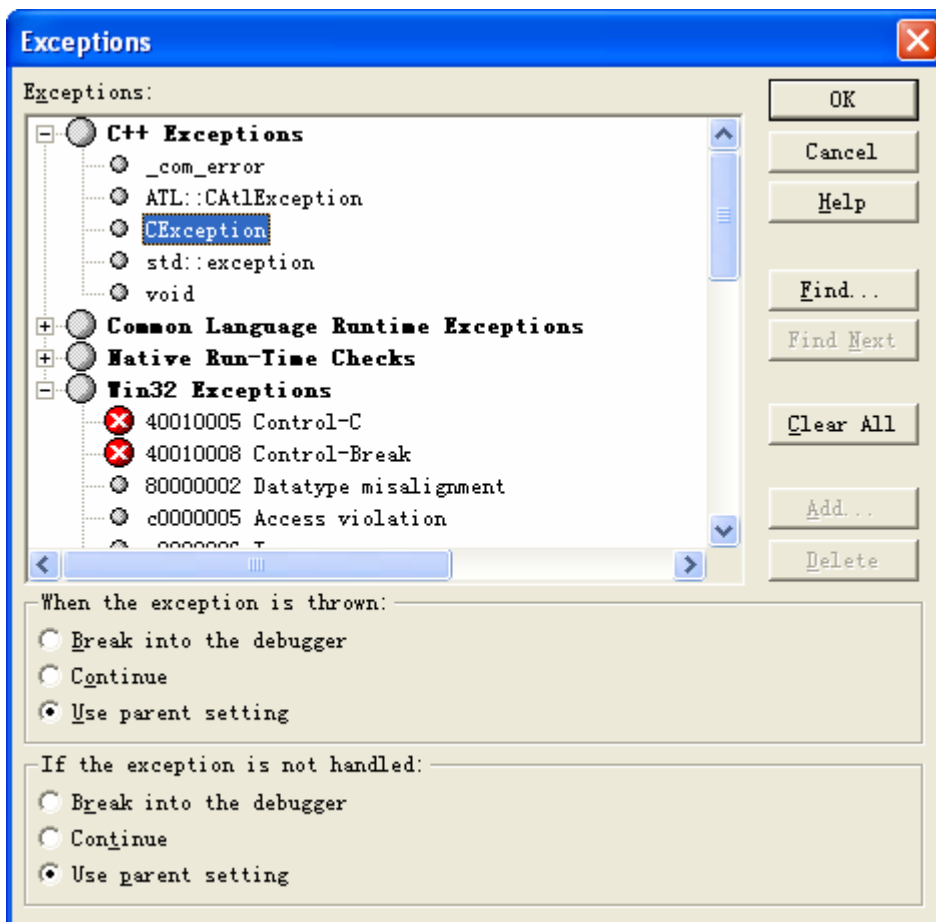 Exceptions
Exceptions:
C++ Exceptions
_com_error
ATL::CAtlException
CException
std::exception
void
Common Language Runtime Exceptions
Native Run-Time Checks
Win32 Exceptions
40010005 Control-C
40010008 Control-Break
80000002 Datatype misalignment
c0000005 Access violation
OK
Cancel
Help
Find...
Find Next
Clear All
Add...
Delete
When the exception is thrown:
Break into the debugger
Continue
Use parent setting
If the exception is not handled:
Break into the debugger
Continue
Use parent setting